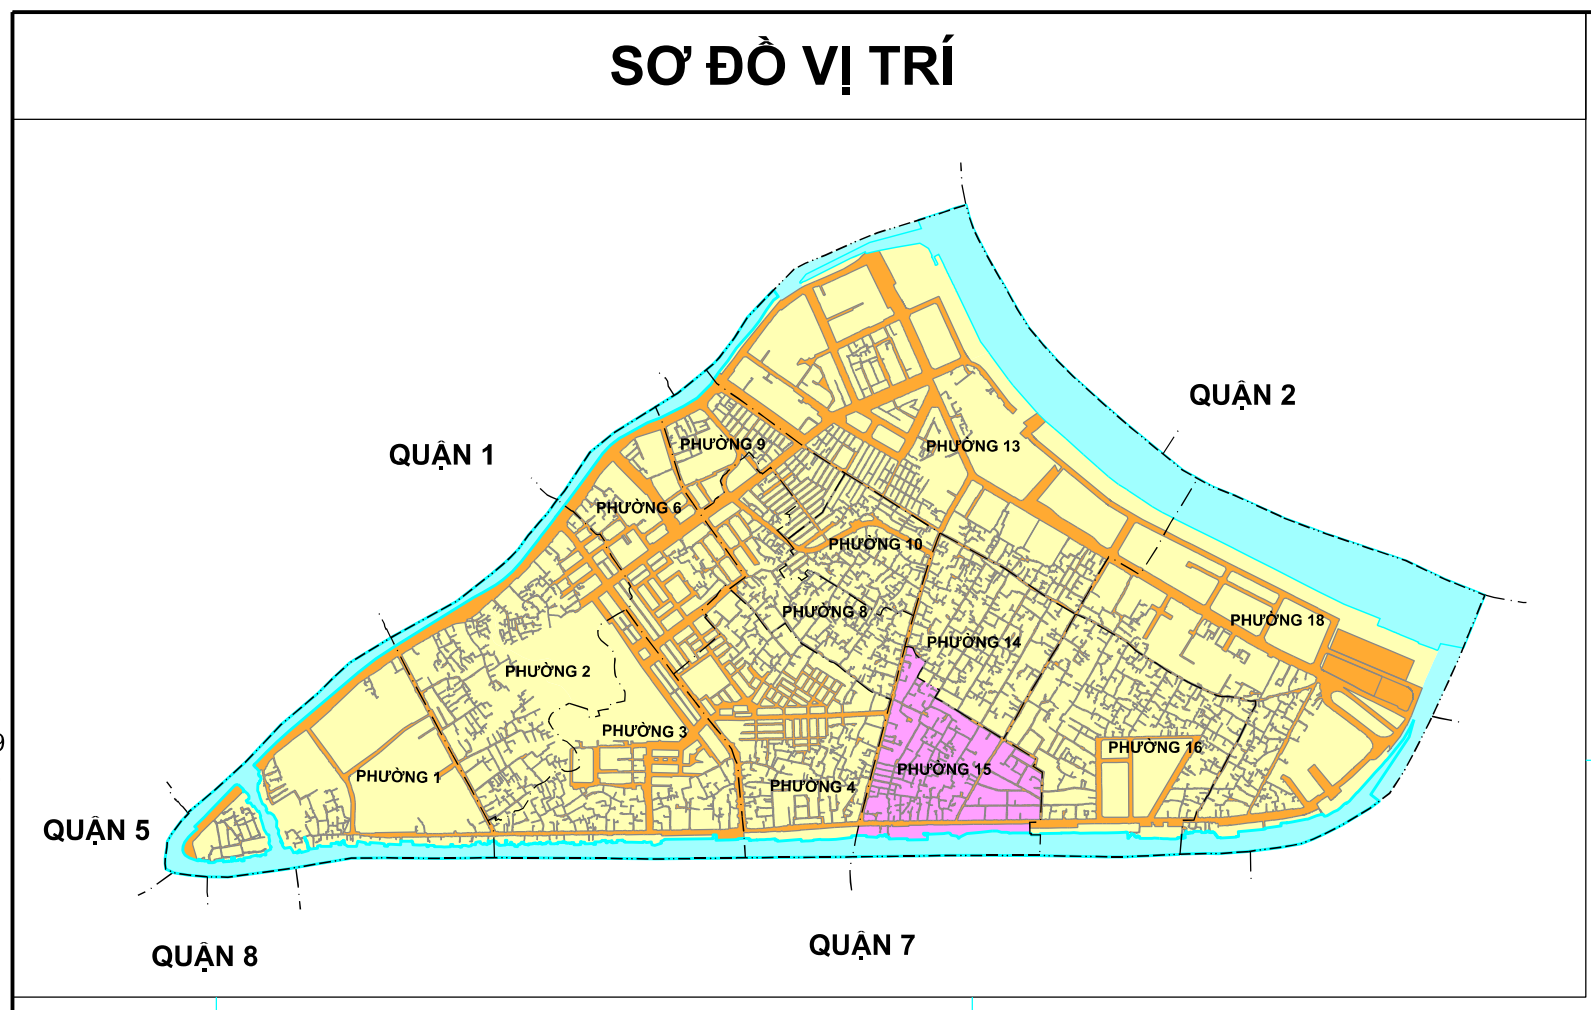 SƠ ĐỒ VỊ TRÍ
QUẬN 2
QUẬN 1
PHƯỜNG 9
PHƯỜNG 13
PHƯỜNG 6
PHƯỜNG 10
PHƯỜNG 8
PHƯỜNG 18
PHƯỜNG 14
PHƯỜNG 2
PHƯỜNG 3
9
PHƯỜNG 16
PHƯỜNG 15
PHƯỜNG 1
PHƯỜNG 4
QUẬN 5
QUẬN 7
QUẬN 8